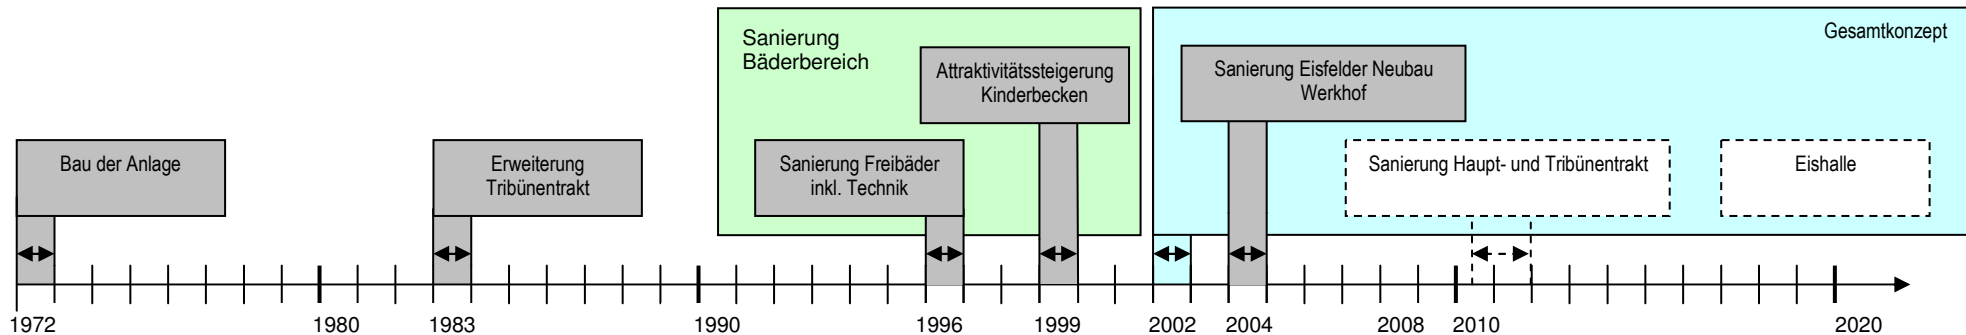 Gesamtkonzept
Sanierung
Bäderbereich
Attraktivitätssteigerung
Kinderbecken
Sanierung Eisfelder Neubau
Werkhof
Bau der Anlage
Erweiterung
Tribünentrakt
Sanierung Freibäder
inkl. Technik
Sanierung Haupt- und Tribünentrakt
Eishalle
1972 1980 1983 1990 1996 1999 2002 2004 2008 2010 2020